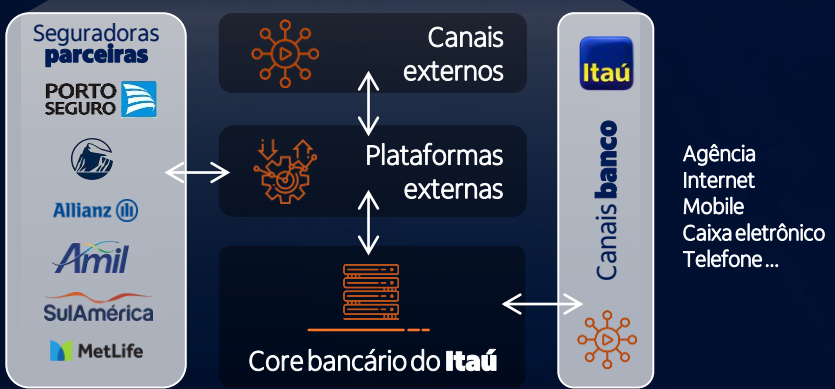 Seguradoras
parceiras
PORTO
SEGURO
Allianz
Amil
SulAmérica
MetLife
Canais
externos
Plataformas
externas
Core bancário do Itaú
Itaú
Canais banco
Agência
Internet
Mobile
Caixa eletrônico
Telefone ...